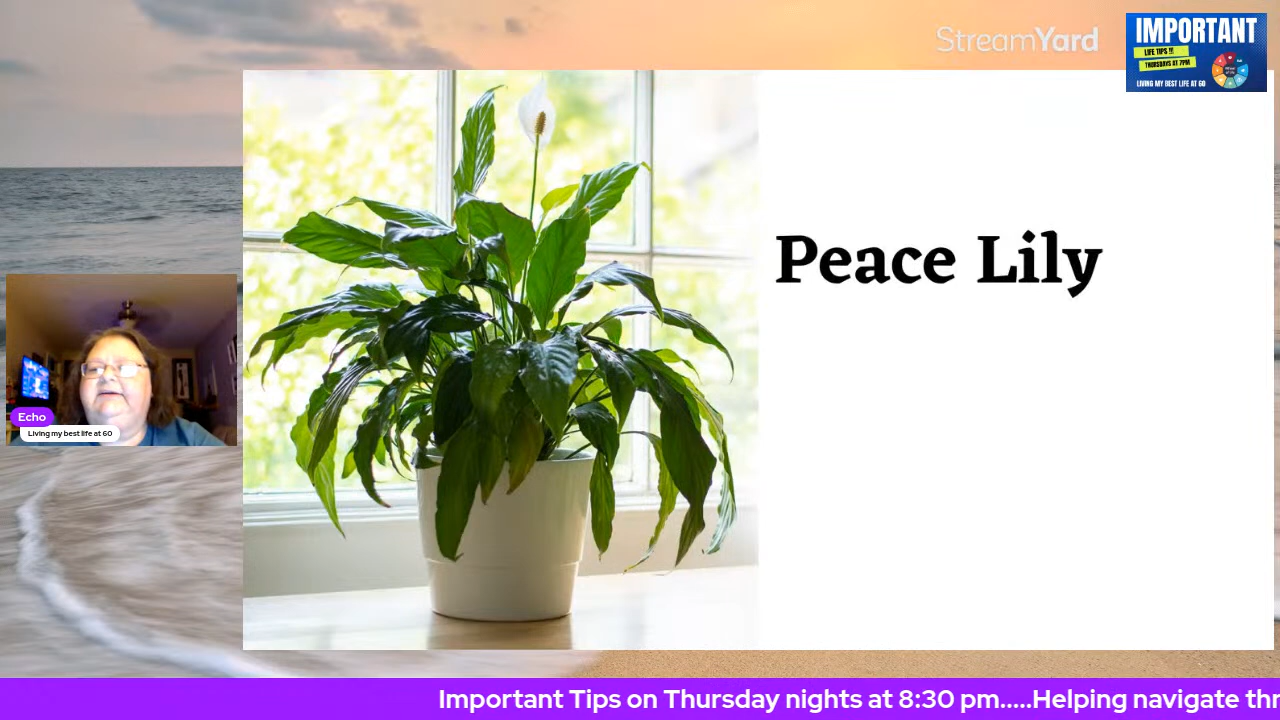 StreamYard
IMPORTANT
LIFE TIPS !!!
THURSDAYS AT 7PM
LIVING MY BEST LIFE AT 60
Peace Lily
Echo
Living my best life at 60
Important Tips on Thursday nights at 8:30 pm.....Helping navigate thr